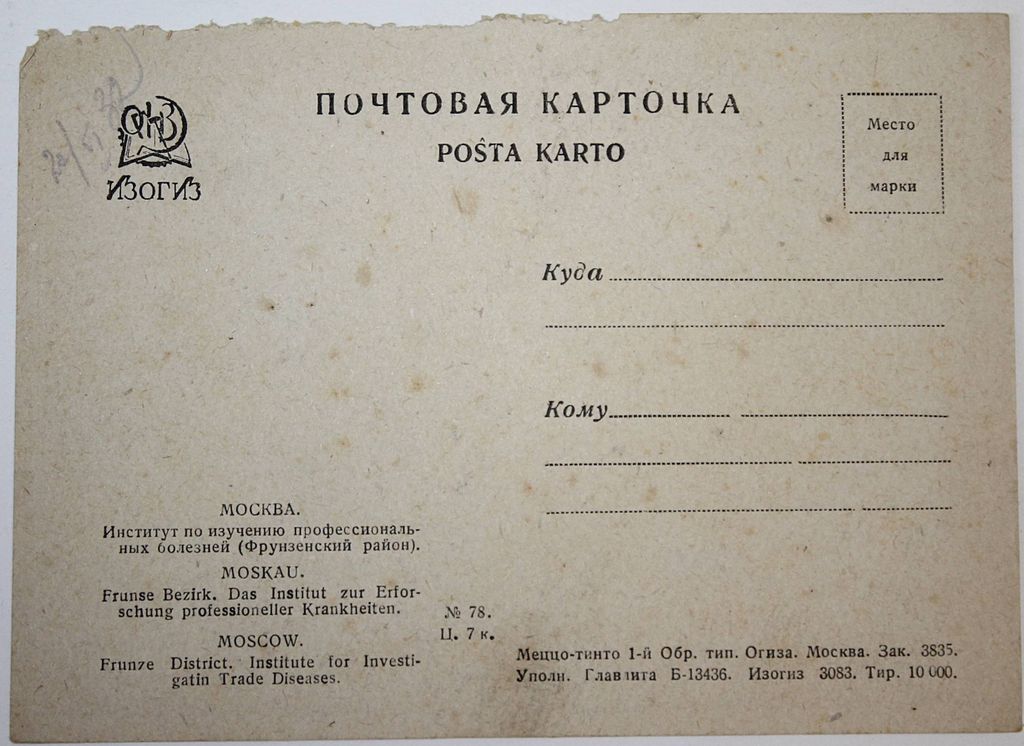 ИЗОГИЗ
ПОЧТОВАЯ КАРТОЧКА
POŜTA KARTO
Место
для
марки
Куда
Кому
МОСКВА.
Институт по изучению профессиональ-
ных болезней (Фрунзенский район).
MOSKAU.
Frunse Bezirk. Das Institut zur Erfor-
schung professioneller Krankheiten.
MOSCOW.
Frunze District. Institute for Investi-
gatin Trade Diseases.
№ 78.
Ц. 7 к.
Меццо-тинто 1-й Обр. тип. Огиза. Москва. Зак. 3835.
Уполн. Главлита Б-13436. Изогиз 3083. Тир. 10 000.